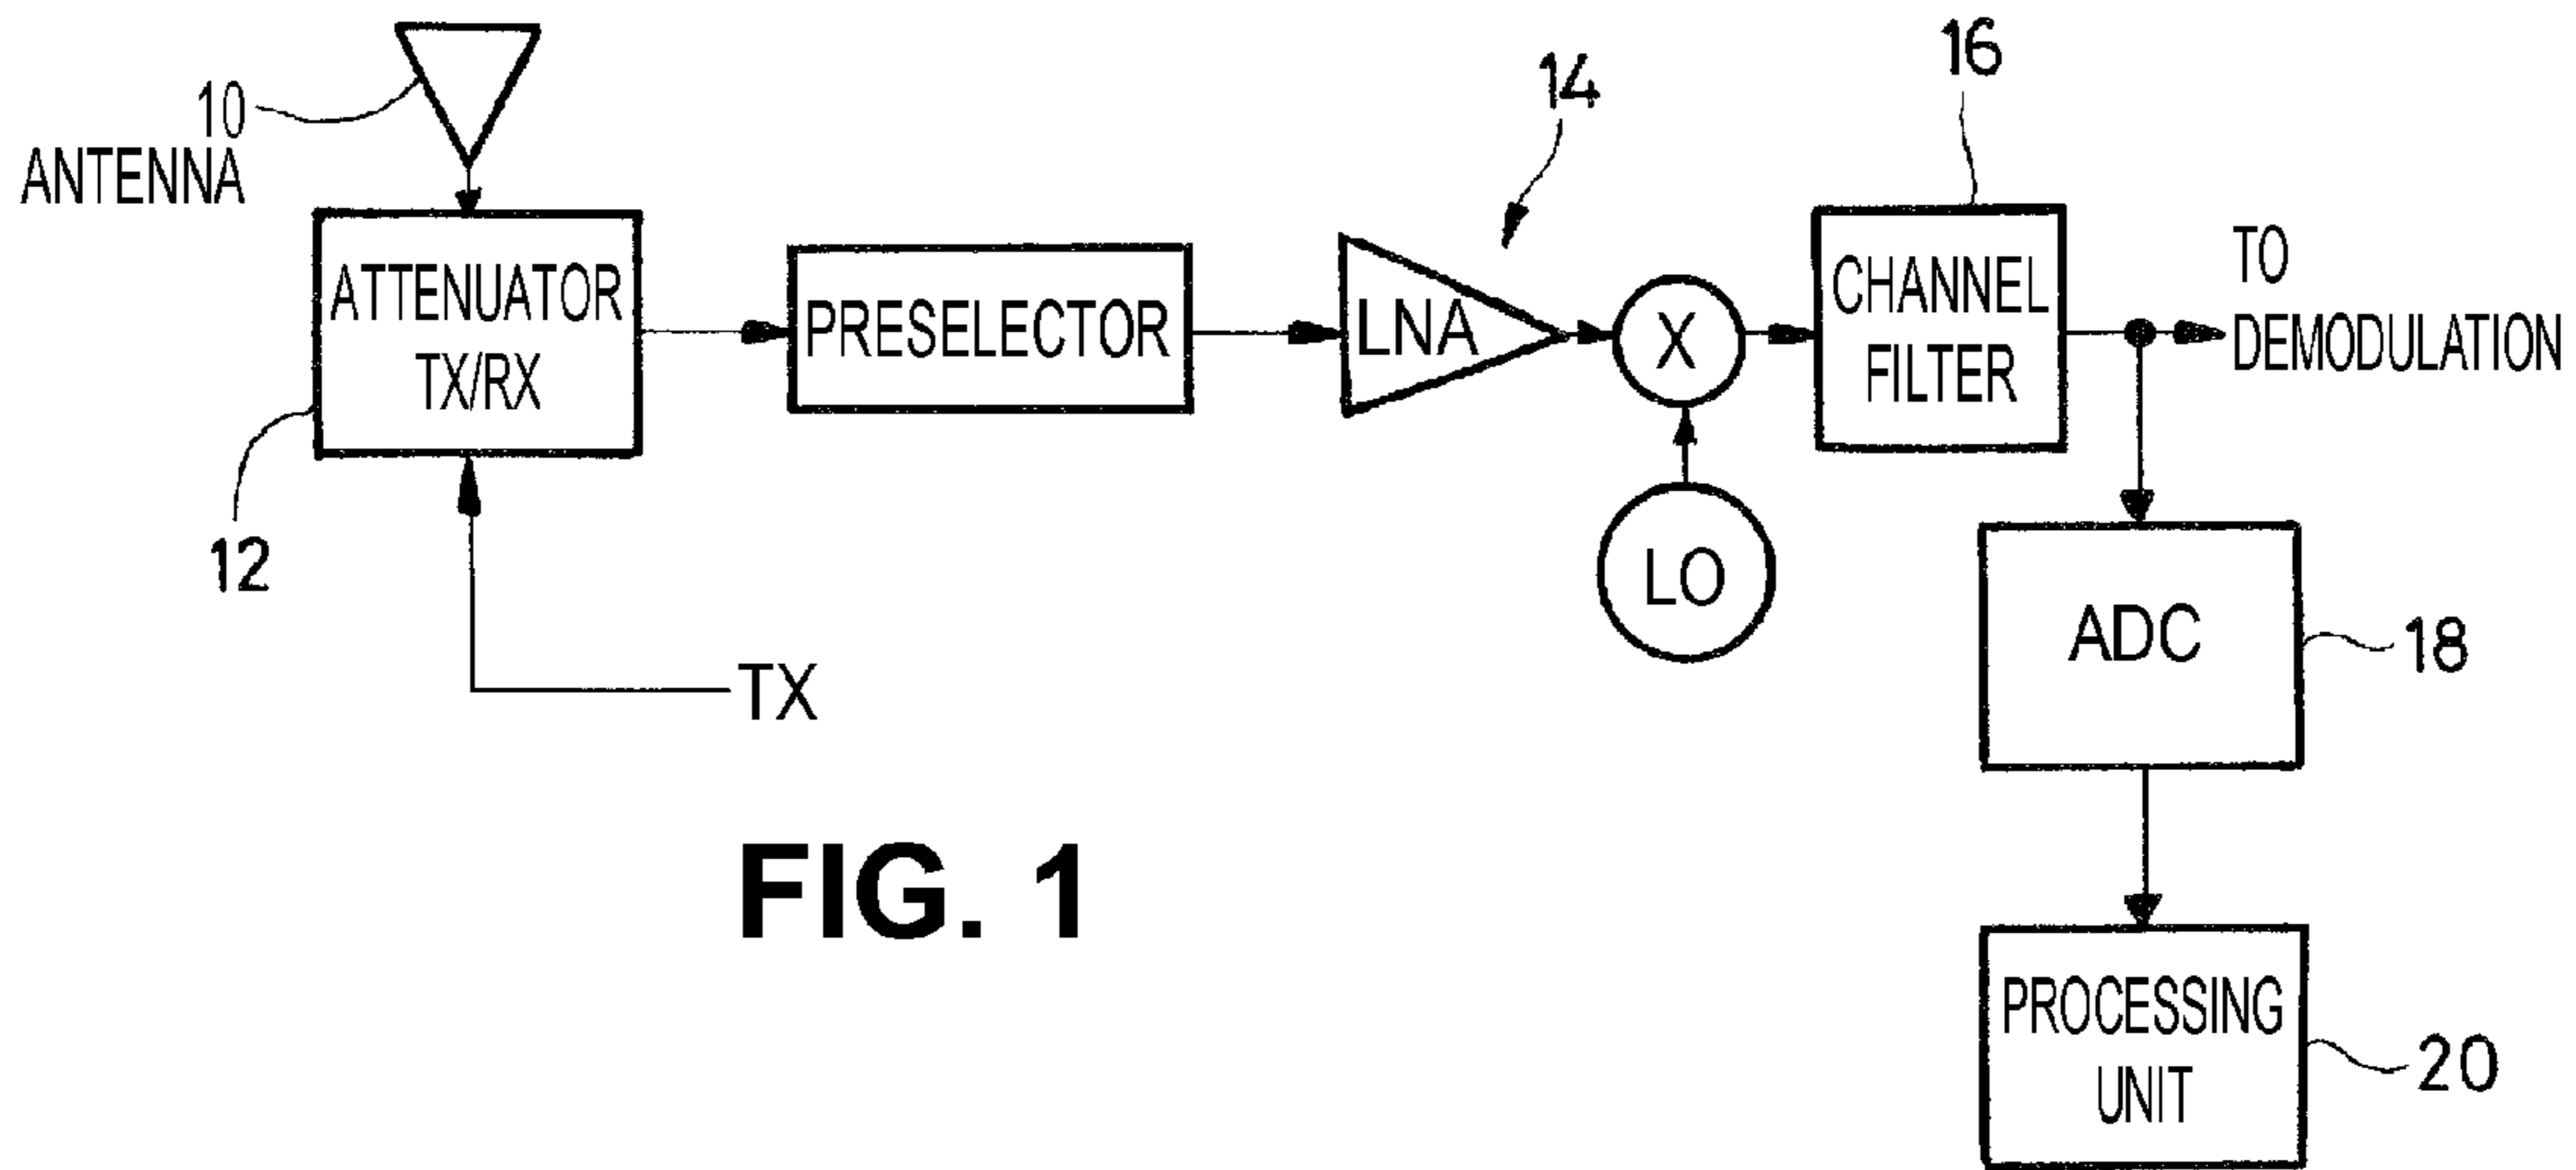 10
ANTENNA
ATTENUATOR
TX/RX
12
TX
PRESELECTOR
LNA
14
X
LO
16
CHANNEL
FILTER
TO
DEMODULATION
ADC
18
PROCESSING
UNIT
20
FIG. 1